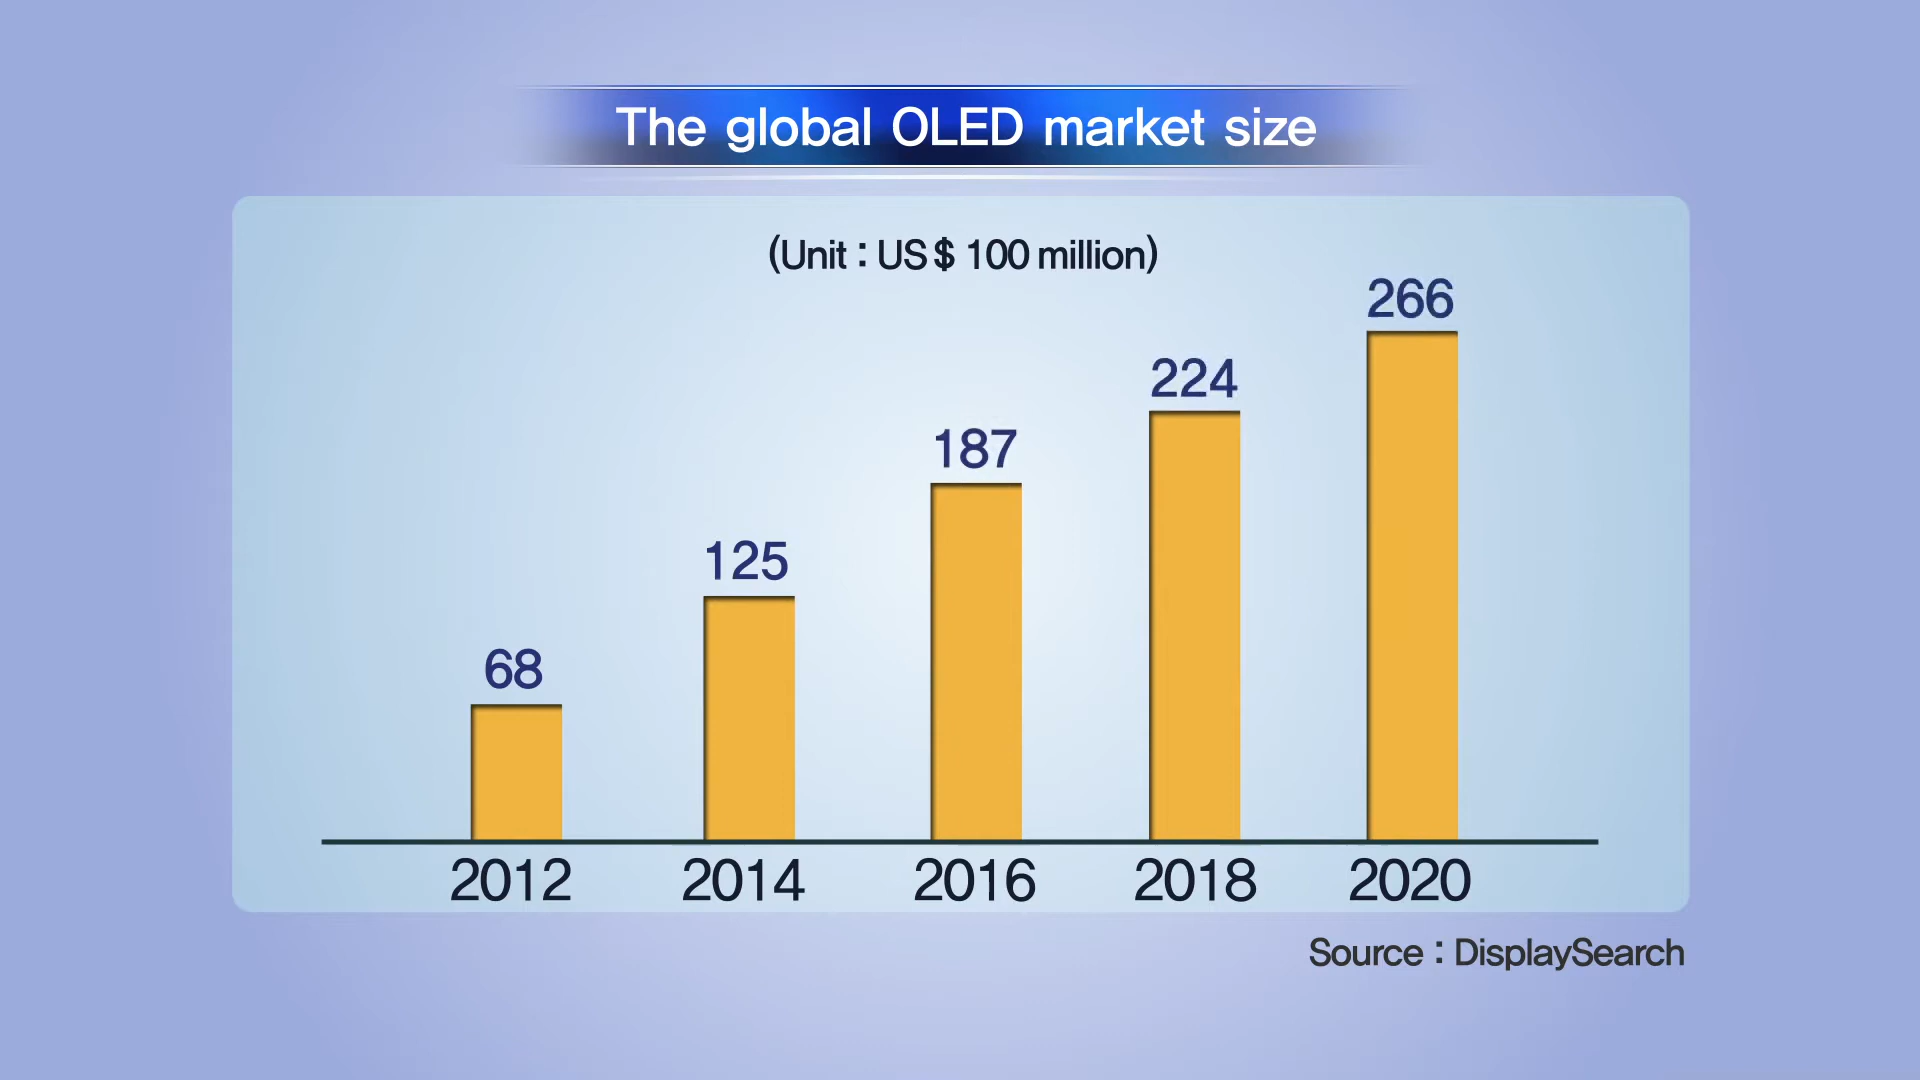 The global OLED market size
(Unit : US$ 100 million)
266
224
187
125
68
2012 2014 2016 2018 2020
Source : DisplaySearch